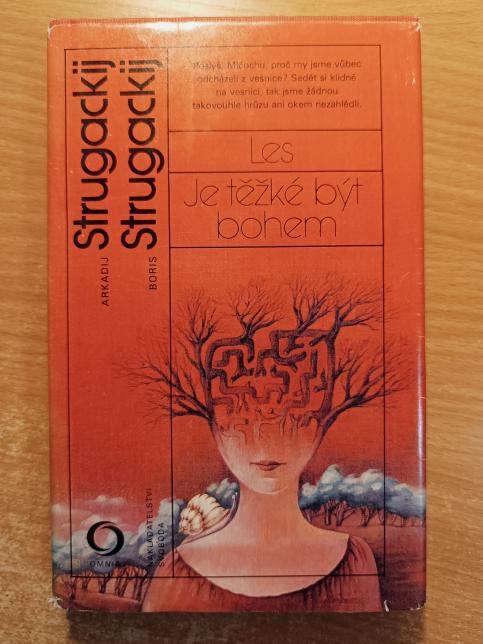 Poslyš, Mlčochu, proč my jsme vůbec
odcházeli z vesnice? Sedět si klidně
na vesnici, tak jsme žádnou
takovouhle hrůzu ani okem nezahlédli.
Les
Je těžké být
bohem
ARKADIJ Strugackij
BORIS Strugackij
OMNIA
NAKLADATELSTVÍ
SVOBODA